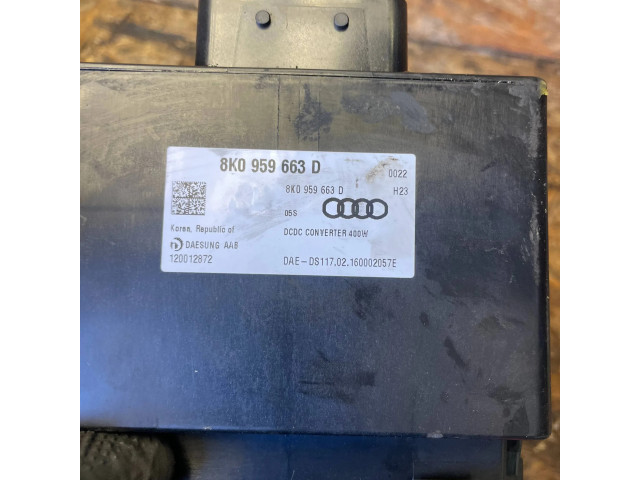 8K0 959 663 D
0022
8K0 959 663 D
H23
05S
Korea, Republic of
DCDC CONVERTER 400W
DAESUNG AAB
120012872
DAE-DS117.02.160002057E